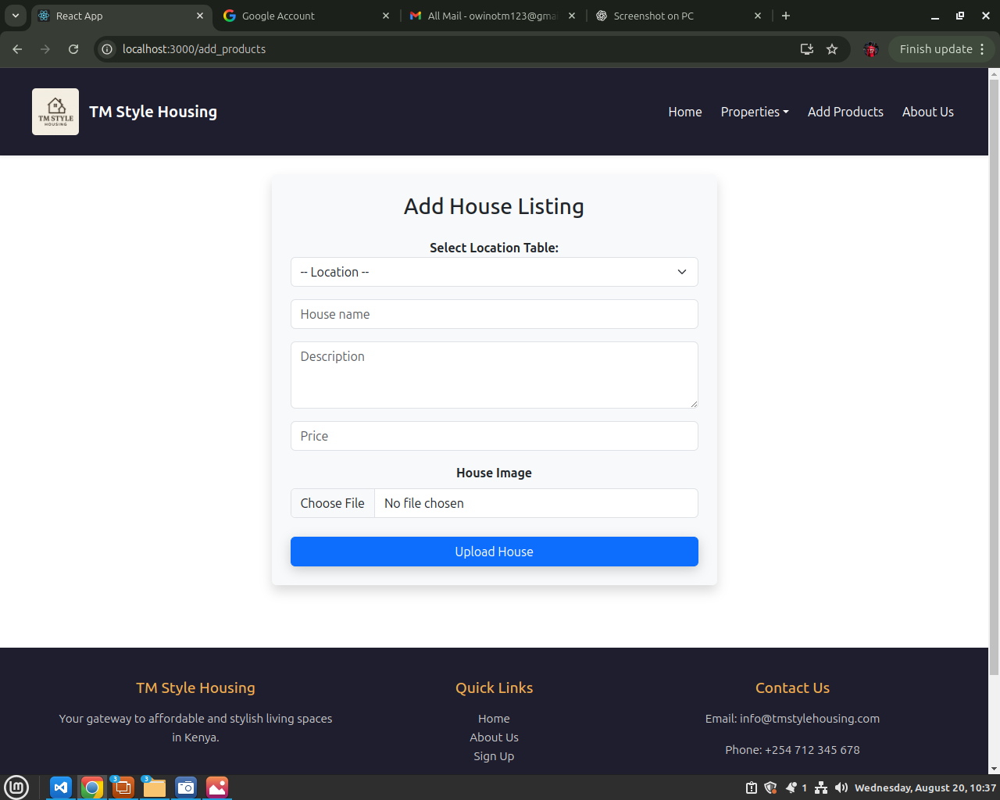 React App
Google Account
All Mail - owinotm123@gma
Screenshot on PC
localhost:3000/add_products
Finish update
TM STYLE
HOUSING
TM Style Housing
Home
Properties
Add Products
About Us
Add House Listing
Select Location Table:
-- Location --
House name
Description
Price
House Image
Choose File
No file chosen
Upload House
TM Style Housing
Your gateway to affordable and stylish living spaces
in Kenya.
Quick Links
Home
About Us
Sign Up
Contact Us
Email: info@tmstylehousing.com
Phone: +254 712 345 678
3
3
1
Wednesday, August 20, 10:37